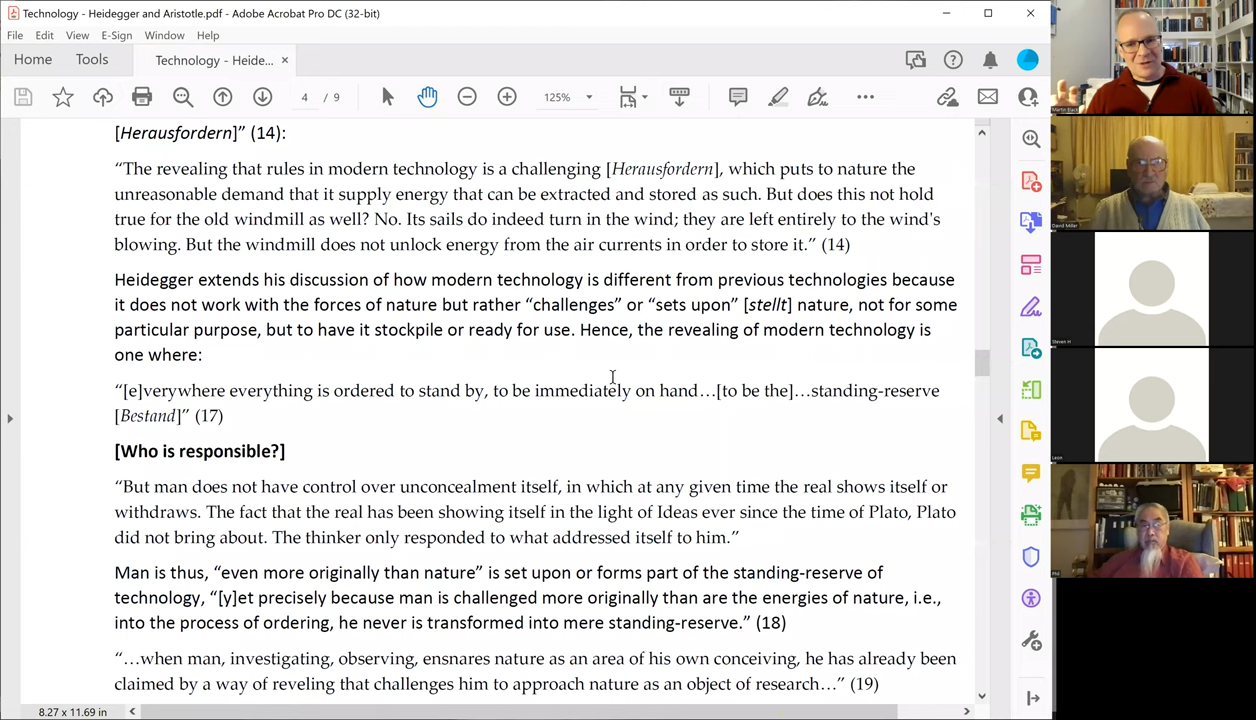 Technology - Heidegger and Aristotle.pdf - Adobe Acrobat Pro DC (32-bit)
File Edit View E-Sign Window Help
Home Tools Technology - Heide... ×
4 / 9 125%
[Herausfordern]” (14):
“The revealing that rules in modern technology is a challenging [Herausfordern], which puts to nature the
unreasonable demand that it supply energy that can be extracted and stored as such. But does this not hold
true for the old windmill as well? No. Its sails do indeed turn in the wind; they are left entirely to the wind's
blowing. But the windmill does not unlock energy from the air currents in order to store it.” (14)
Heidegger extends his discussion of how modern technology is different from previous technologies because
it does not work with the forces of nature but rather “challenges” or “sets upon” [stellt] nature, not for some
particular purpose, but to have it stockpile or ready for use. Hence, the revealing of modern technology is
one where:
“[e]verywhere everything is ordered to stand by, to be immediately on hand…[to be the]…standing-reserve
[Bestand]” (17)
[Who is responsible?]
“But man does not have control over unconcealment itself, in which at any given time the real shows itself or
withdraws. The fact that the real has been showing itself in the light of Ideas ever since the time of Plato, Plato
did not bring about. The thinker only responded to what addressed itself to him.”
Man is thus, “even more originally than nature” is set upon or forms part of the standing-reserve of
technology, “[y]et precisely because man is challenged more originally than are the energies of nature, i.e.,
into the process of ordering, he never is transformed into mere standing-reserve.” (18)
“…when man, investigating, observing, ensnares nature as an area of his own conceiving, he has already been
claimed by a way of reveling that challenges him to approach nature as an object of research…” (19)
8.27 x 11.69 in
David Miller
Steven H
Leon
Phil